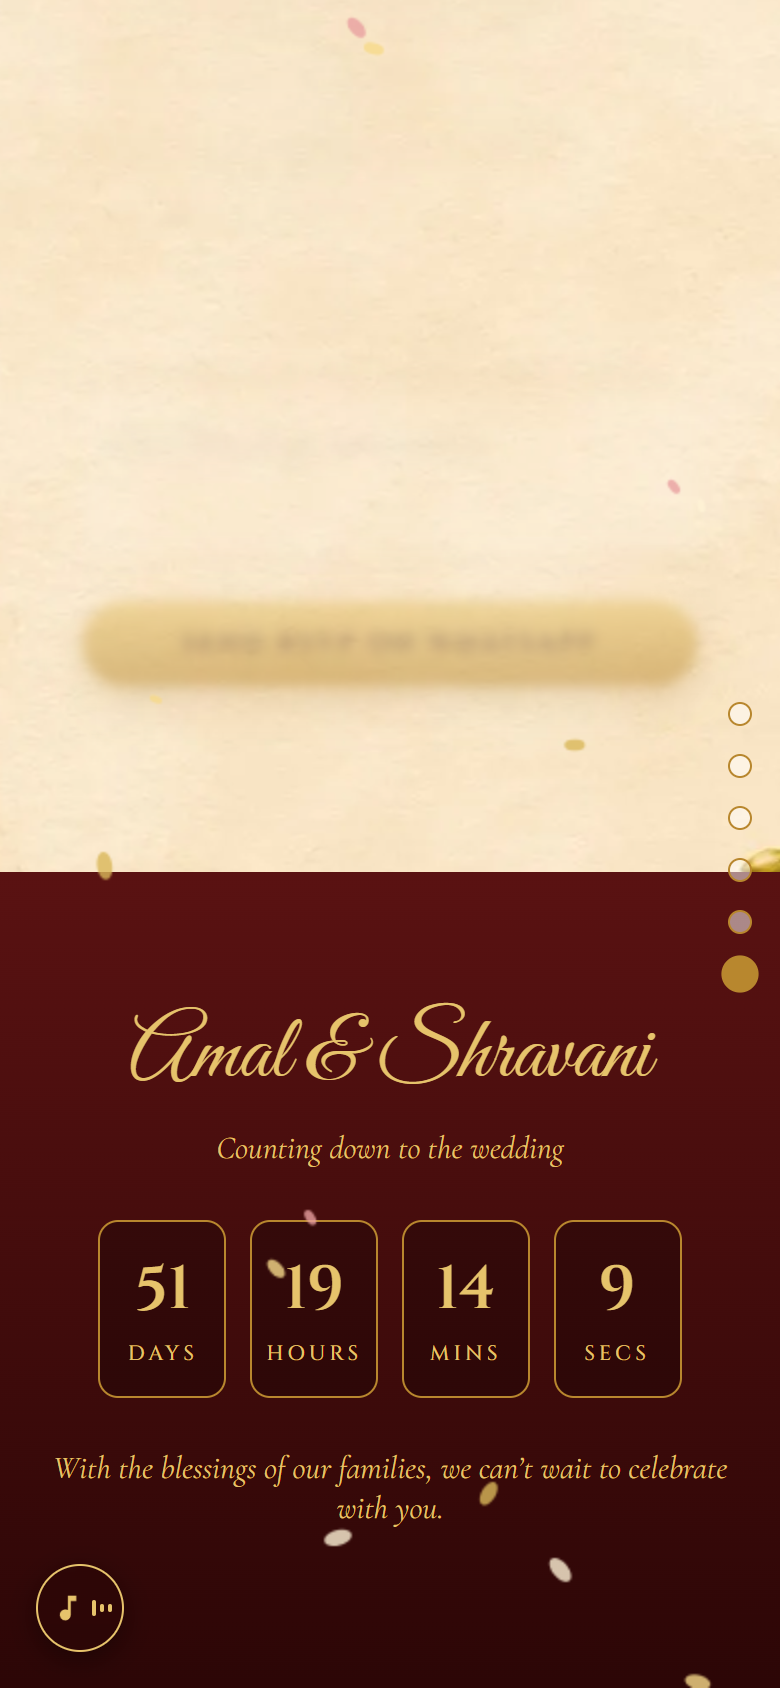 Amal & Shravani
Counting down to the wedding
51 19 14 9
DAYS HOURS MINS SECS
With the blessings of our families, we can’t wait to celebrate
with you.